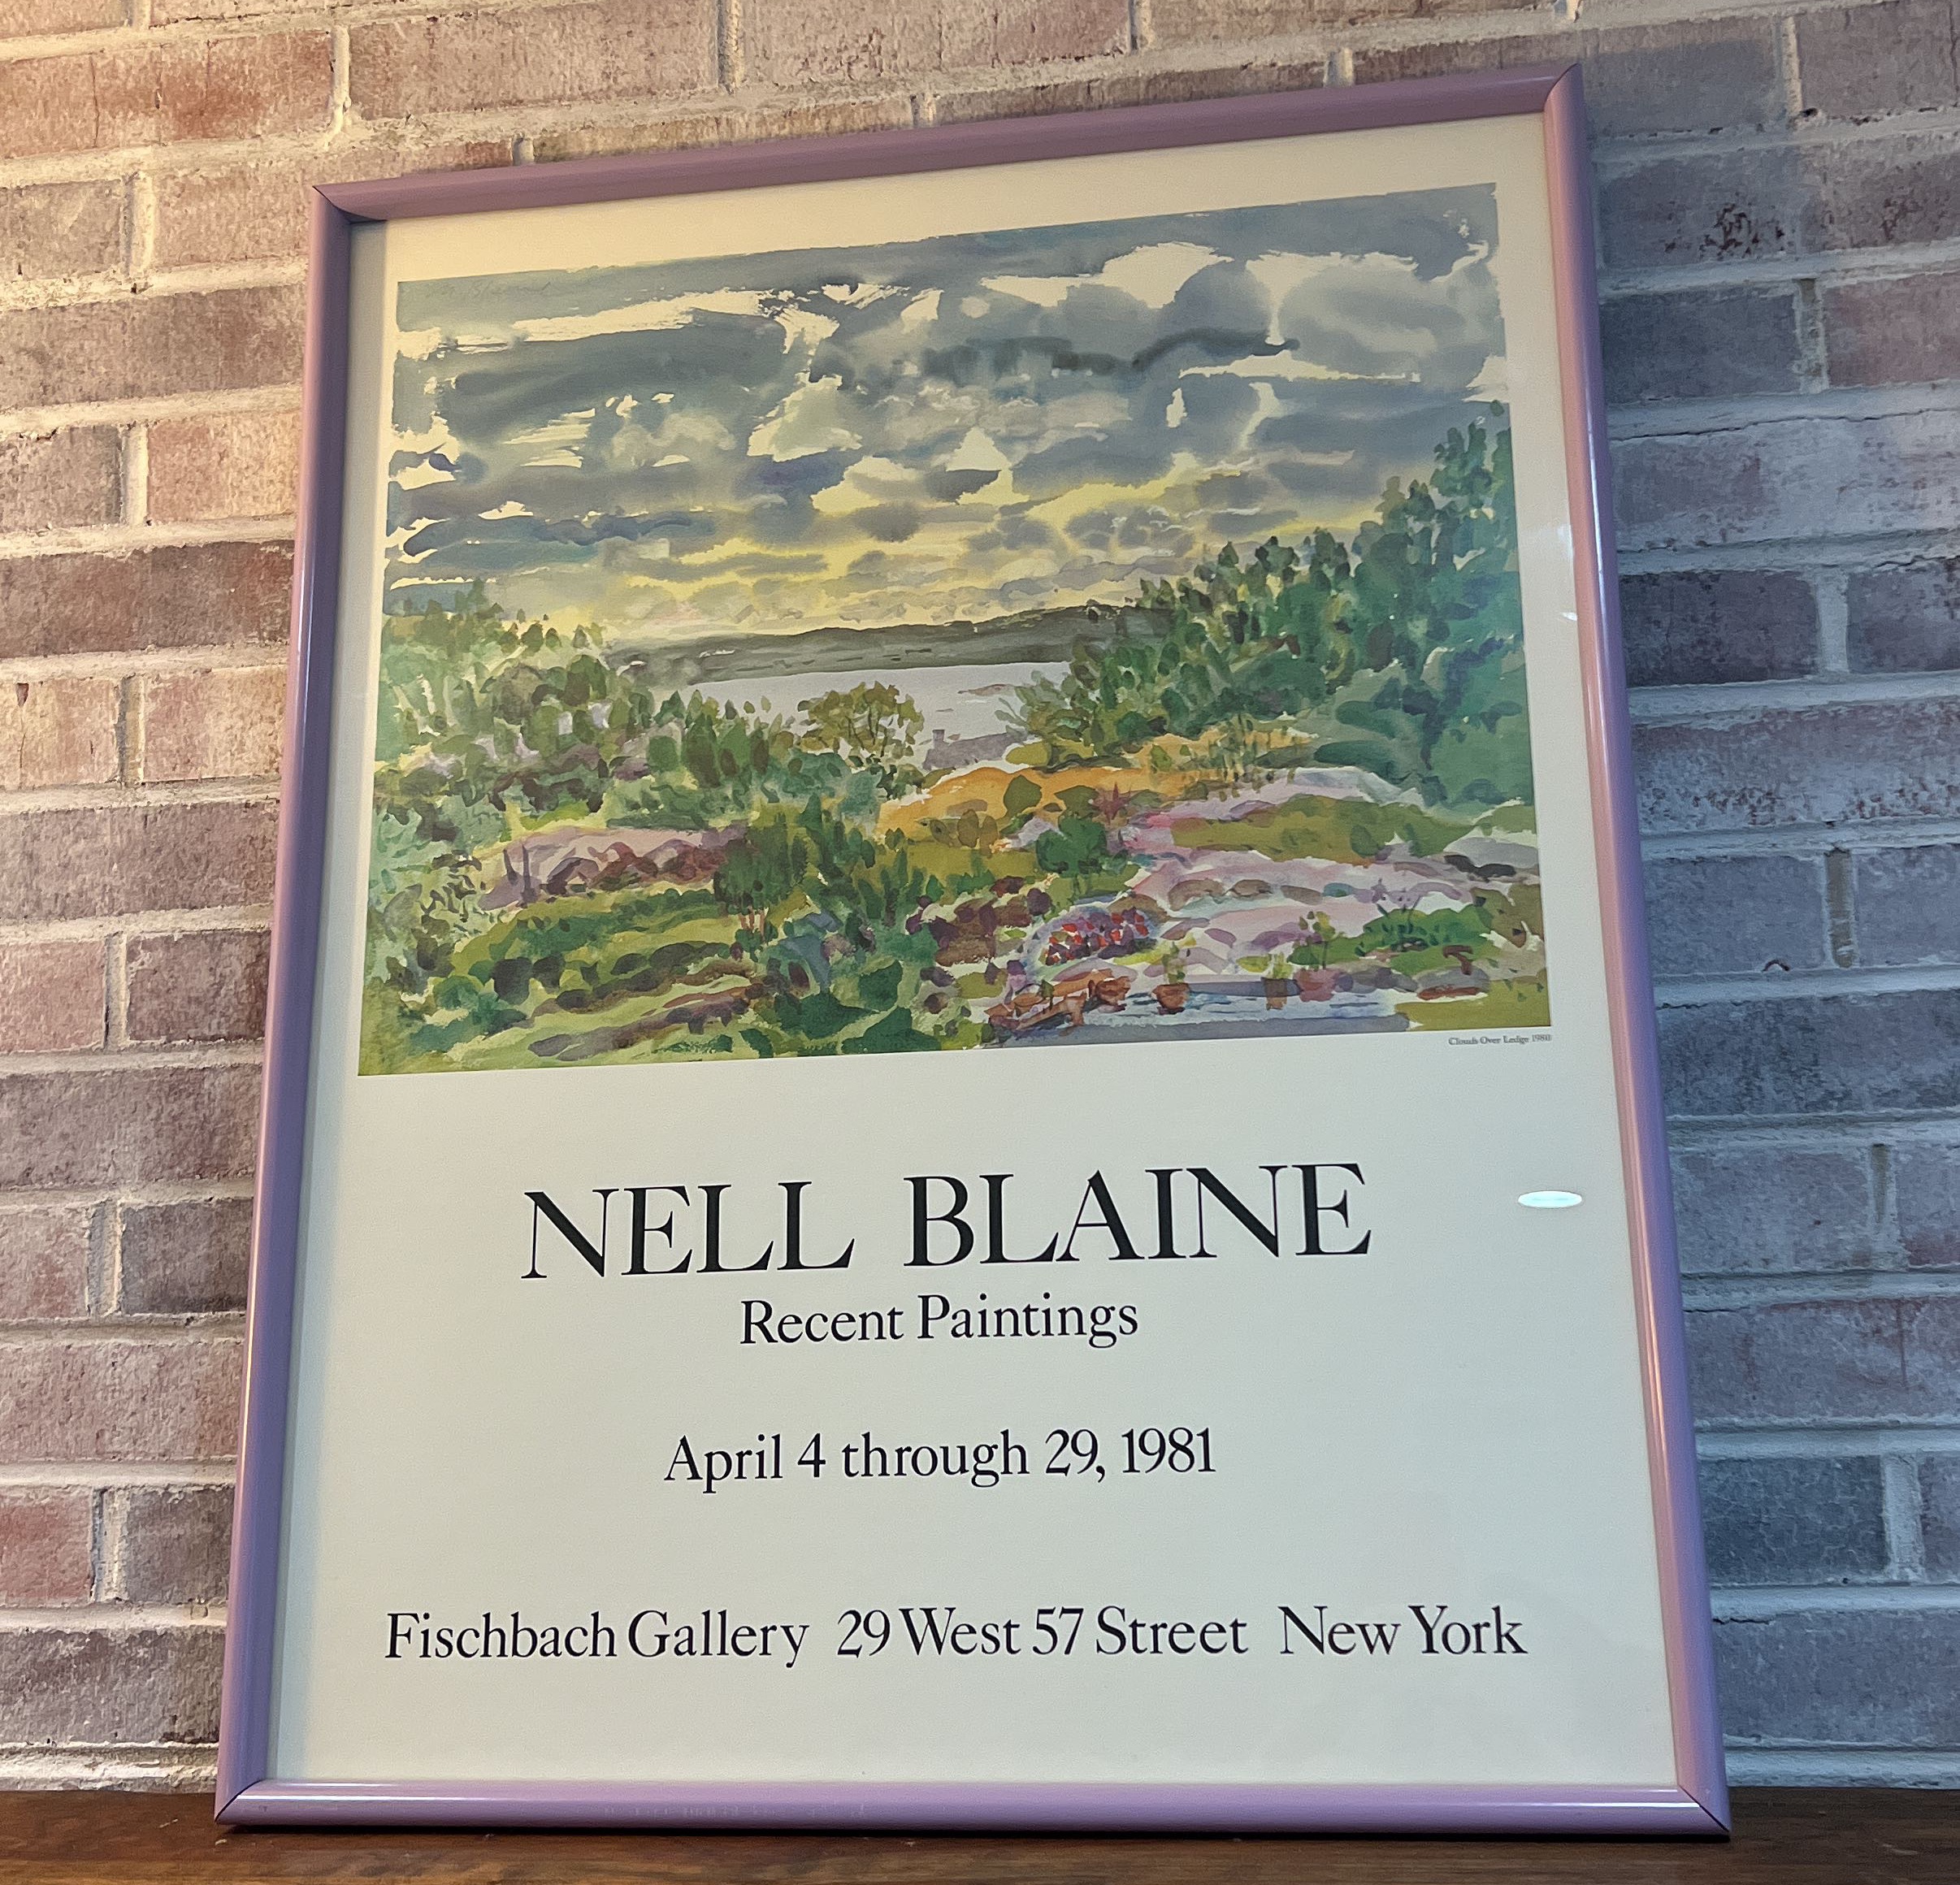 Clouds Over Ledge 1980
NELL BLAINE
Recent Paintings
April 4 through 29, 1981
Fischbach Gallery 29 West 57 Street New York